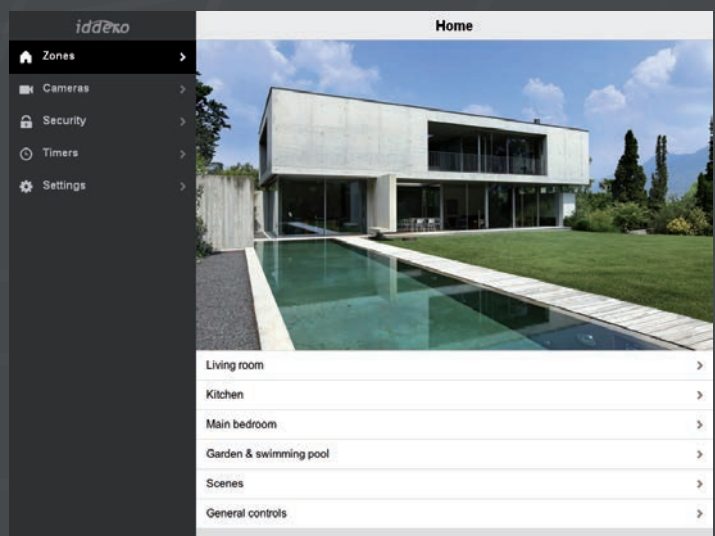 iddero
Zones
Cameras
Security
Timers
Settings
Home
Living room
Kitchen
Main bedroom
Garden & swimming pool
Scenes
General controls